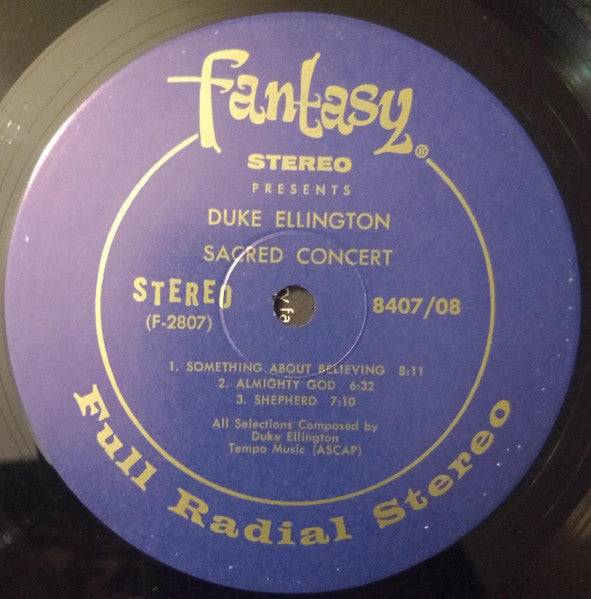 fantasy ®
STEREO
PRESENTS
DUKE ELLINGTON
SACRED CONCERT
STEREO
(F-2807)
8407/08
1. SOMETHING ABOUT BELIEVING 8:11
2. ALMIGHTY GOD 6:32
3. SHEPHERD 7:10
All Selections Composed by
Duke Ellington
Tempo Music (ASCAP)
Full Radial Stereo